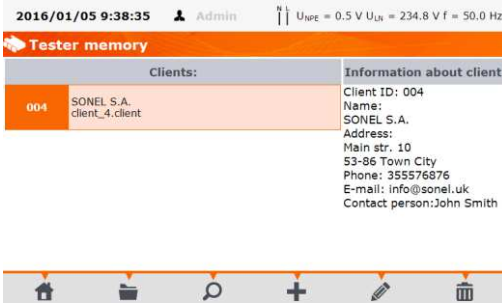 2016/01/05 9:38:35 Admin N L UNPE = 0.5 V ULN = 234.8 V f = 50.0 Hz
Tester memory
Clients:
004
SONEL S.A.
client_4.client
Information about client
Client ID: 004
Name:
SONEL S.A.
Address:
Main str. 10
53-86 Town City
Phone: 355576876
E-mail: info@sonel.uk
Contact person:John Smith